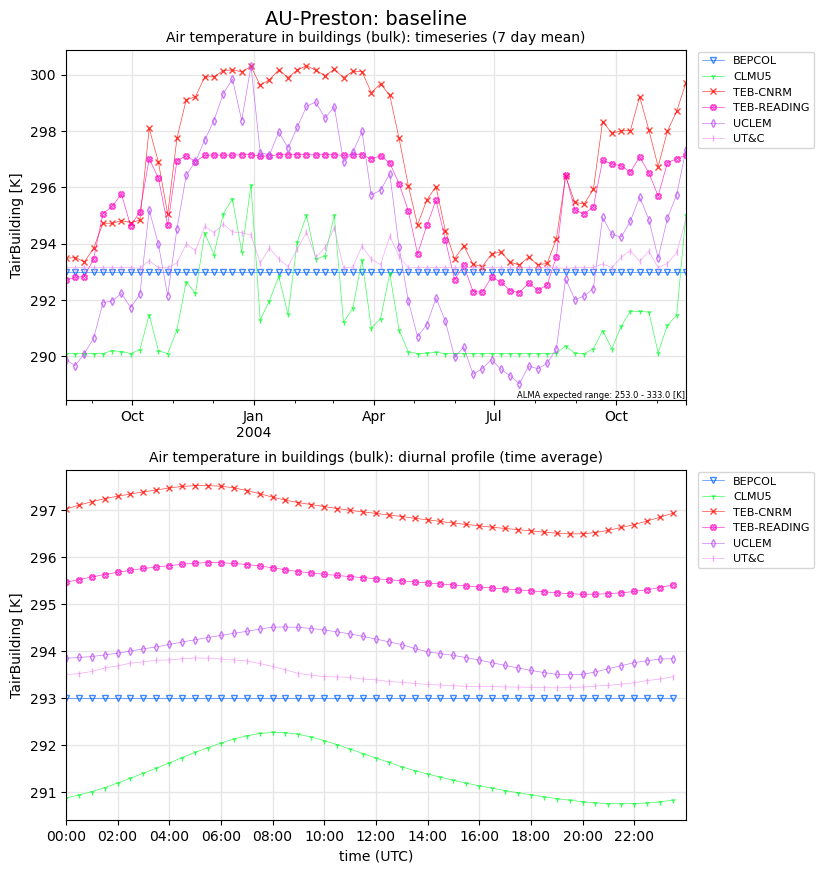 AU-Preston: baseline
Air temperature in buildings (bulk): timeseries (7 day mean)
300
298
296
294
292
290
TairBuilding [K]
Oct
Jan
2004
Apr
Jul
Oct
ALMA expected range: 253.0 - 333.0 [K]
BEPCOL
CLMU5
TEB-CNRM
TEB-READING
UCLEM
UT&C
Air temperature in buildings (bulk): diurnal profile (time average)
297
296
295
294
293
292
291
TairBuilding [K]
00:00
02:00
04:00
06:00
08:00
10:00
12:00
14:00
16:00
18:00
20:00
22:00
time (UTC)
BEPCOL
CLMU5
TEB-CNRM
TEB-READING
UCLEM
UT&C